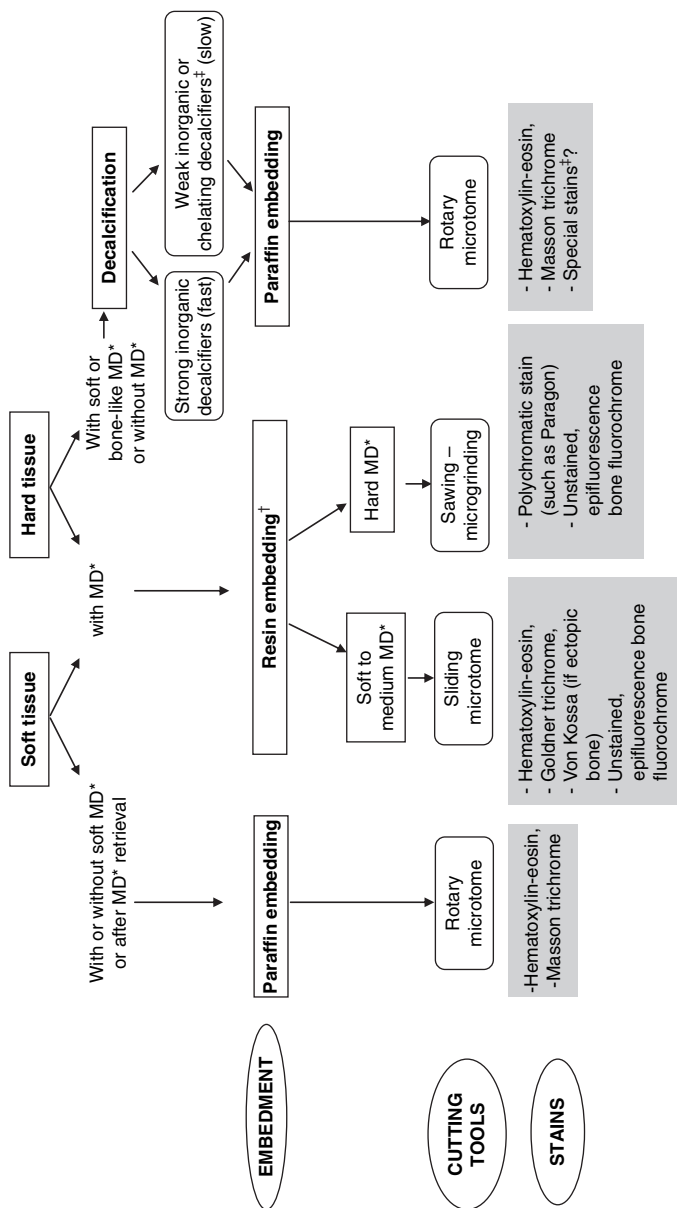 Soft tissue
Hard tissue
With or without soft MD*
or after MD* retrieval
with MD*
With soft or
bone-like MD*
or without MD*
Decalcification
Strong inorganic
decalcifiers (fast)
Weak inorganic or
chelating decalcifiers‡ (slow)
EMBEDMENT
Paraffin embedding
Resin embedding†
Paraffin embedding
Soft to
medium MD*
Hard MD*
CUTTING
TOOLS
Rotary
microtome
Sliding
microtome
Sawing –
microgrinding
Rotary
microtome
STAINS
-Hematoxylin-eosin,
-Masson trichrome
- Hematoxylin-eosin,
- Goldner trichrome,
- Von Kossa (if ectopic
bone)
- Unstained,
epifluorescence bone
fluorochrome
- Polychromatic stain
(such as Paragon)
- Unstained,
epifluorescence
bone fluorochrome
- Hematoxylin-eosin,
- Masson trichrome
- Special stains‡?